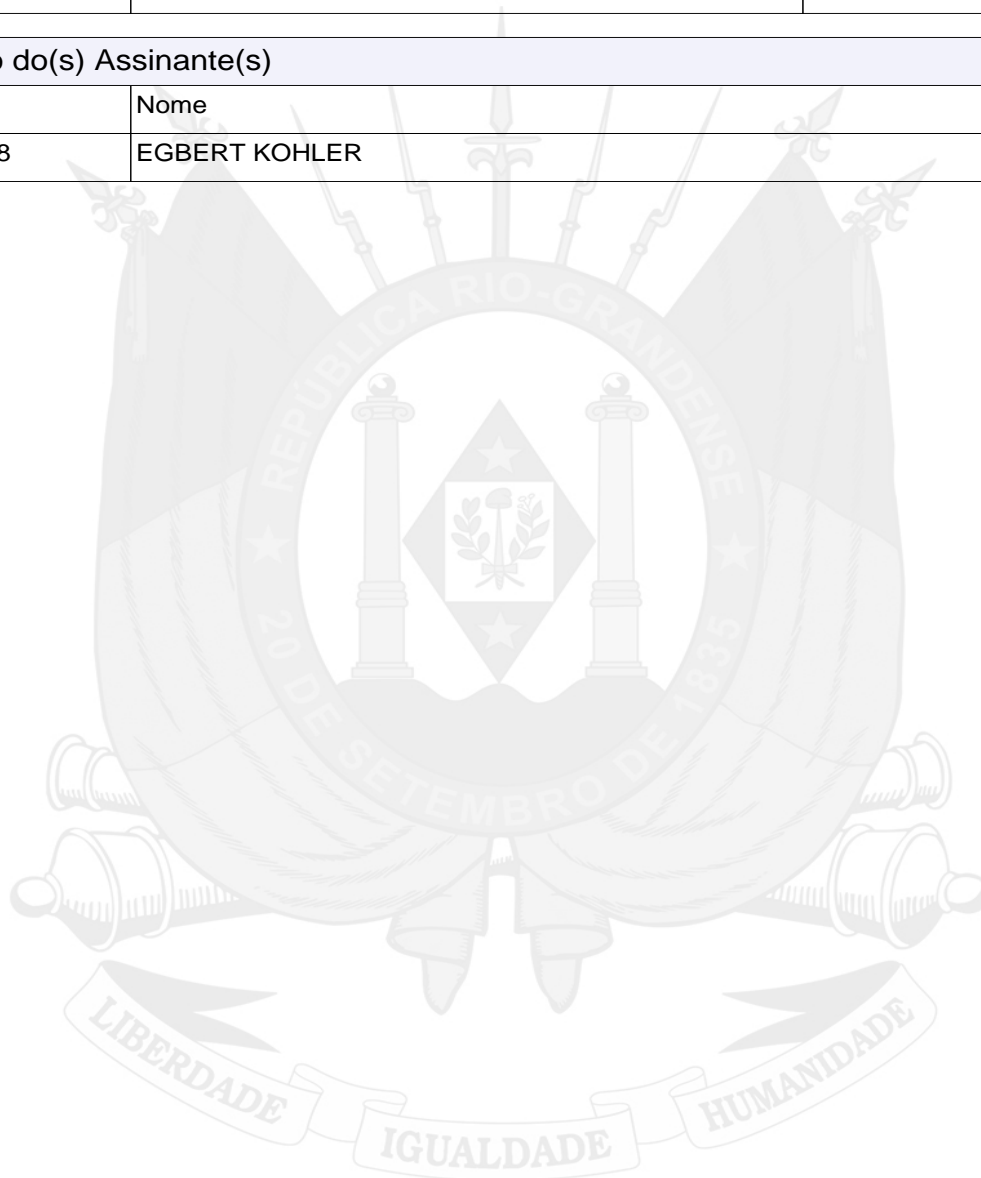 o do(s) Assinante(s)
Nome
8 EGBERT KOHLER
REPÚBLICA RIO-GRANDENSE
20 DE SETEMBRO DE 1835
LIBERDADE
IGUALDADE
HUMANIDADE